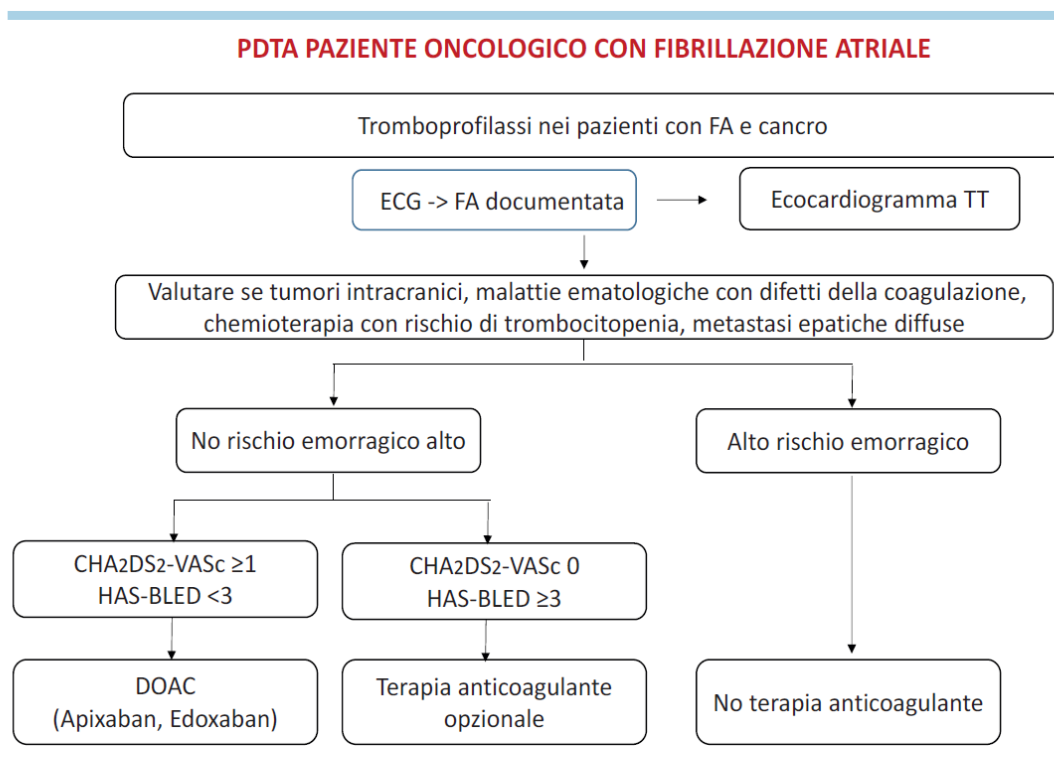 PDTA PAZIENTE ONCOLOGICO CON FIBRILLAZIONE ATRIALE
Tromboprofilassi nei pazienti con FA e cancro
ECG -> FA documentata
Ecocardiogramma TT
Valutare se tumori intracranici, malattie ematologiche con difetti della coagulazione,
chemioterapia con rischio di trombocitopenia, metastasi epatiche diffuse
No rischio emorragico alto
Alto rischio emorragico
CHA2DS2-VASc ≥1
HAS-BLED <3
CHA2DS2-VASc 0
HAS-BLED ≥3
DOAC
(Apixaban, Edoxaban)
Terapia anticoagulante
opzionale
No terapia anticoagulante